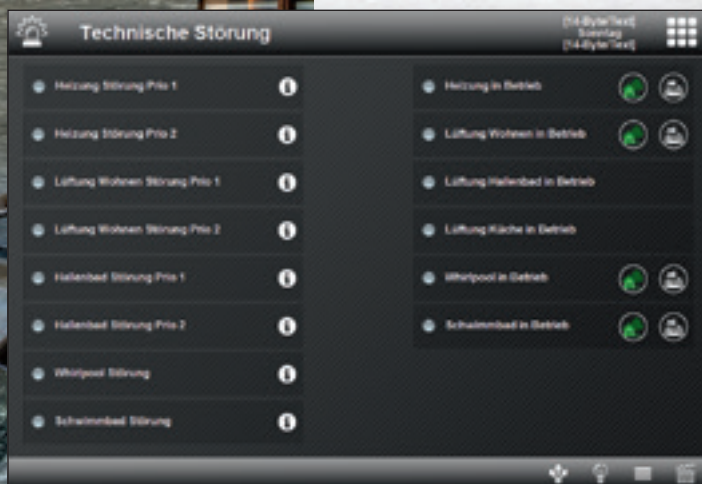 Technische Störung
[14-Byte Text]
Sonntag
[14-Byte Text]
Heizung Störung Prio 1
Heizung Störung Prio 2
Lüftung Wohnen Störung Prio 1
Lüftung Wohnen Störung Prio 2
Hallenbad Störung Prio 1
Hallenbad Störung Prio 2
Whirlpool Störung
Schwimmbad Störung
Heizung in Betrieb
Lüftung Wohnen in Betrieb
Lüftung Hallenbad in Betrieb
Lüftung Küche in Betrieb
Whirlpool in Betrieb
Schwimmbad in Betrieb